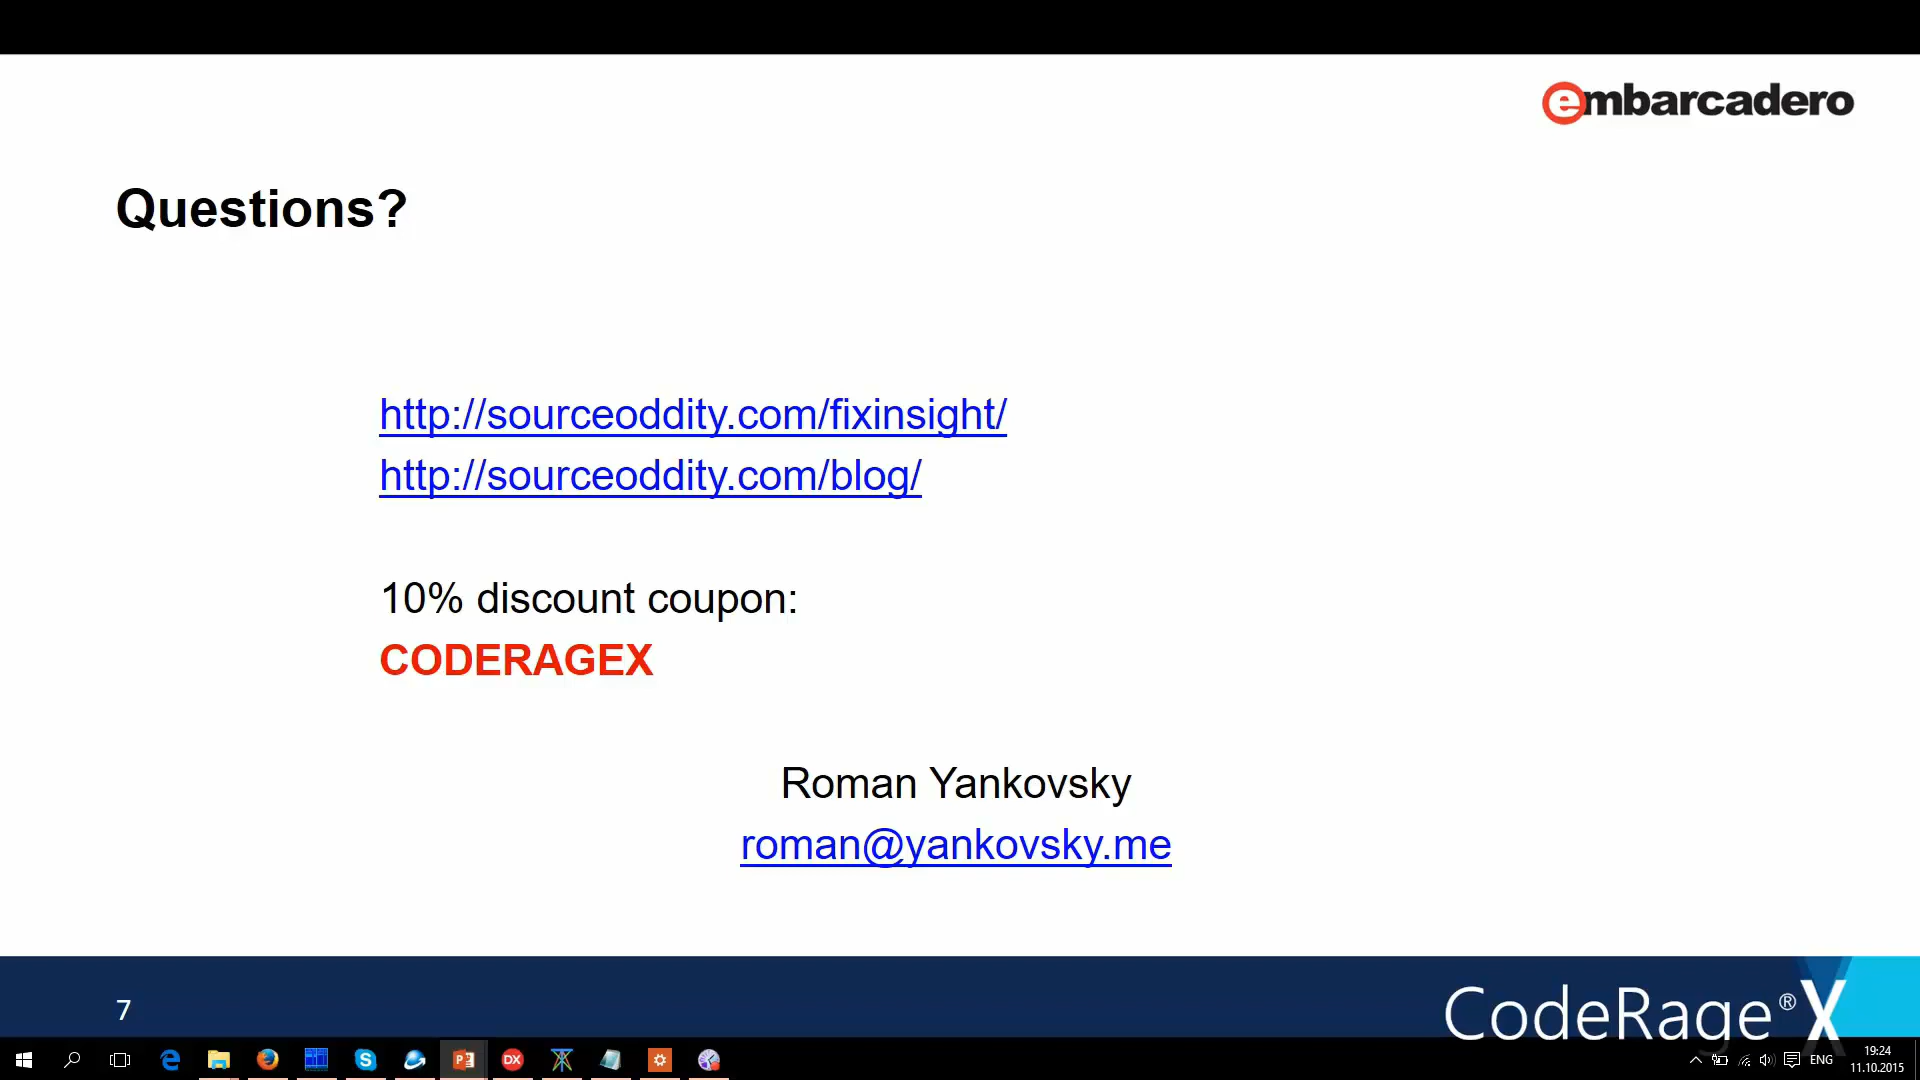 embarcadero
Questions?
http://sourceoddity.com/fixinsight/
http://sourceoddity.com/blog/
10% discount coupon:
CODERAGEX
Roman Yankovsky
roman@yankovsky.me
7
CodeRage® X
DX
ENG
19:24
11.10.2015